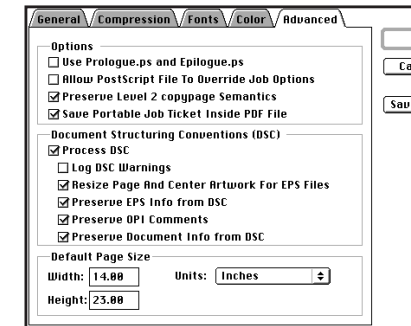 General Compression Fonts Color Advanced
Options
Use Prologue.ps and Epilogue.ps
Allow PostScript File To Override Job Options
Preserve Level 2 copypage Semantics
Save Portable Job Ticket Inside PDF File
Document Structuring Conventions (DSC)
Process DSC
Log DSC Warnings
Resize Page And Center Artwork For EPS Files
Preserve EPS Info from DSC
Preserve OPI Comments
Preserve Document Info from DSC
Default Page Size
Width: 14.00 Units: Inches
Height: 23.00